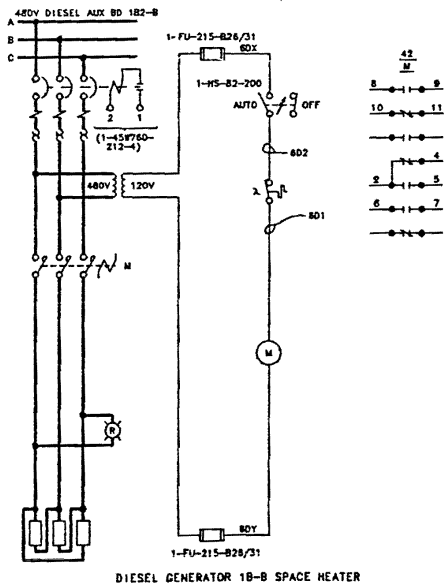 480V DIESEL AUX BD 1B2-B
A
B
C
2 1
(1-45W760-
212-4)
480V 120V
M
R
1-FU-215-B26/31
6DX
1-HS-82-200
AUTO OFF
6D2
6D1
M
6DY
1-FU-215-B26/31
42
M
8 9
10 11
4
2 5
6 7
DIESEL GENERATOR 1B-B SPACE HEATER